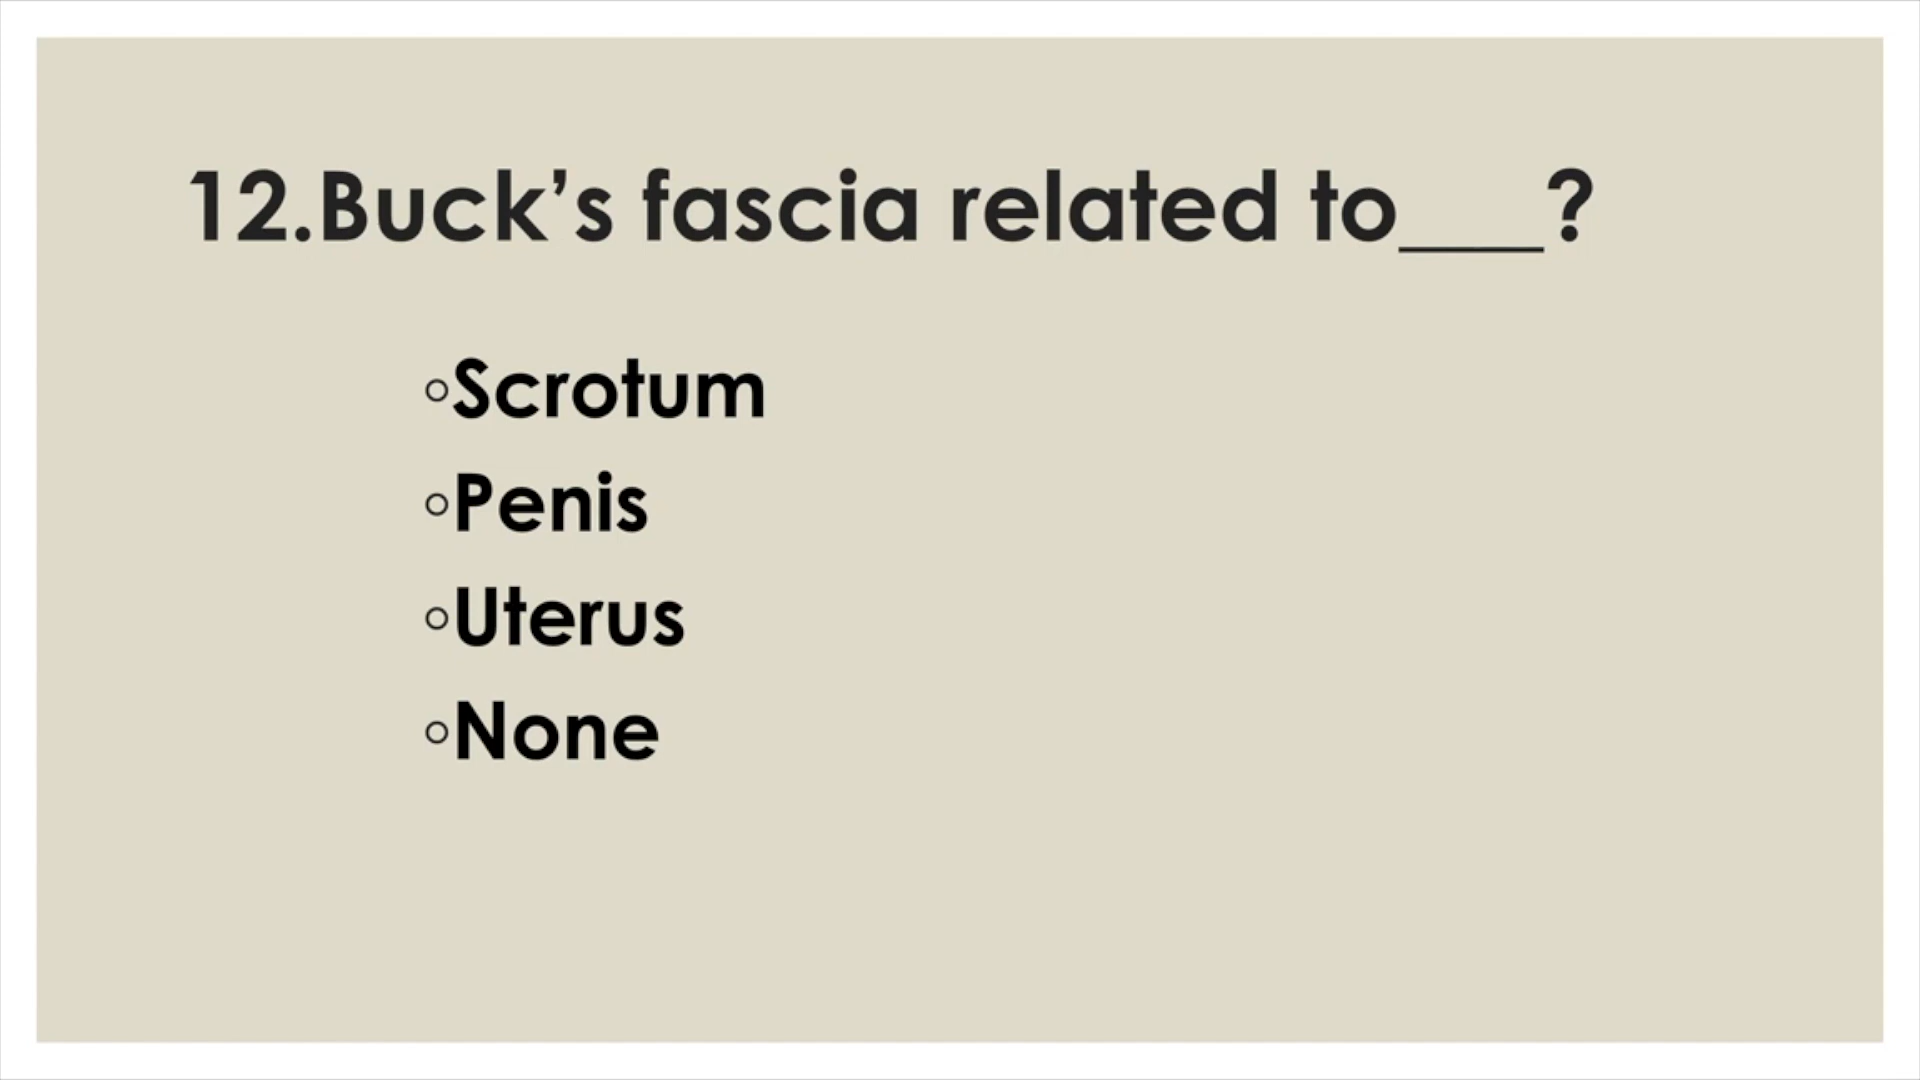 12.Buck’s fascia related to___?
◦Scrotum
◦Penis
◦Uterus
◦None